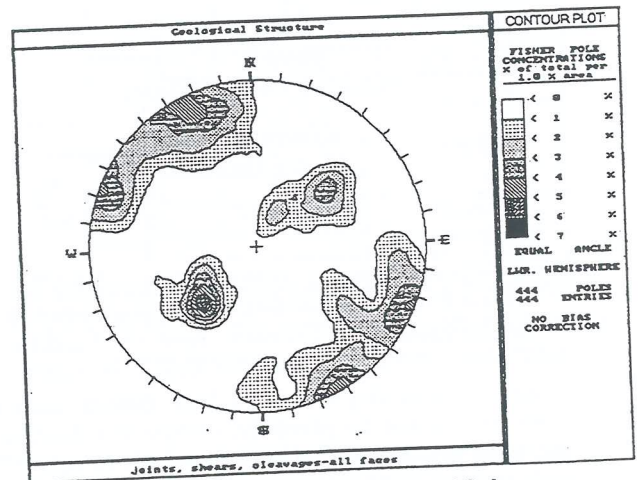 Geological Structure
CONTOUR PLOT
FISHER POLE
CONCENTRATIONS
% of total per
1.0 % area
< 0 %
< 1 %
< 2 %
< 3 %
< 4 %
< 5 %
< 6 %
< 7 %
EQUAL ANGLE
LWR. HEMISPHERE
444 POLES
444 ENTRIES
NO BIAS
CORRECTION
N
W
E
S
joints, shears, cleavages-all faces